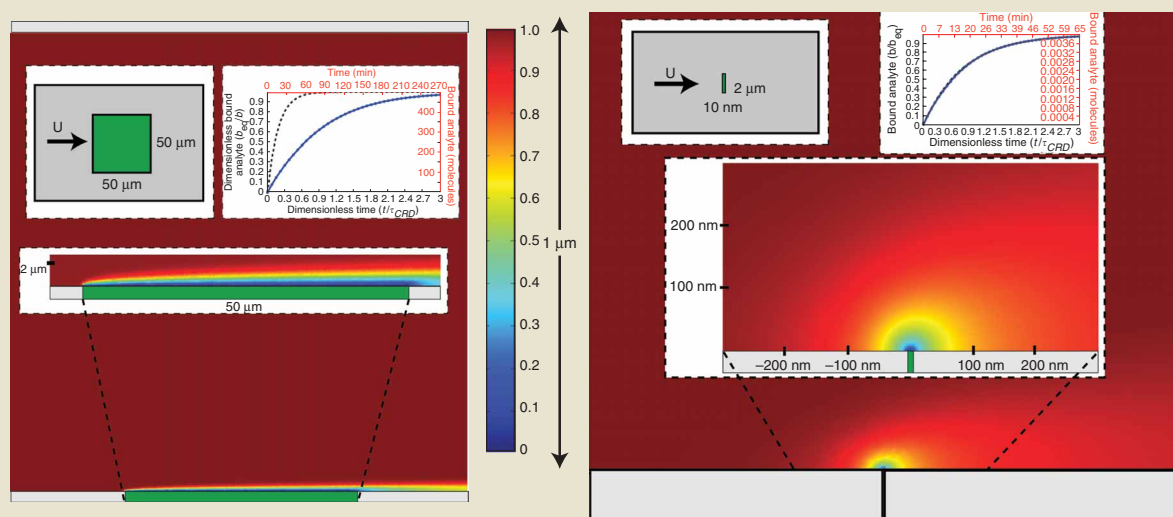 U
50 µm
50 µm
Time (min)
0 30 60 90 120 150 180 210 240 270
Dimensionless bound
analyte (b_eq/b)
0.9
0.8
0.7
0.6
0.5
0.4
0.3
0.2
0.1
0
400
300
200
100
Bound analyte (molecules)
0.3 0.6 0.9 1.2 1.5 1.8 2.1 2.4 2.7 3
Dimensionless time (t/τ_CRD)
2 µm
50 µm
1.0
0.9
0.8
0.7
0.6
0.5
0.4
0.3
0.2
0.1
0
1 µm
U
2 µm
10 nm
Time (min)
0 7 13 20 26 33 39 46 52 58 65
Bound analyte (b/b_eq)
0.9
0.8
0.7
0.6
0.5
0.4
0.3
0.2
0.1
0
0.0036
0.0032
0.0028
0.0024
0.0020
0.0016
0.0012
0.0008
0.0004
Bound analyte (molecules)
0 0.3 0.6 0.9 1.2 1.5 1.8 2.1 2.4 2.7 3
Dimensionless time (t/τ_CRD)
200 nm
100 nm
–200 nm –100 nm 100 nm 200 nm